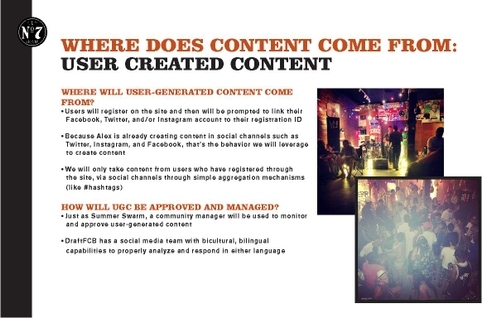 Nº7
WHERE DOES CONTENT COME FROM:
USER CREATED CONTENT
WHERE WILL USER-GENERATED CONTENT COME
FROM?
• Users will register on the site and then will be prompted to link their
Facebook, Twitter, and/or Instagram account to their registration ID
• Because Alex is already creating content in social channels such as
Twitter, Instagram, and Facebook, that's the behavior we will leverage
to create content
• We will only take content from users who have registered through
the site, via social channels through simple aggregation mechanisms
(like #hashtags)
HOW WILL UGC BE APPROVED AND MANAGED?
• Just as Summer Swarm, a community manager will be used to monitor
and approve user-generated content
• DraftFCB has a social media team with bicultural, bilingual
capabilities to properly analyze and respond in either language